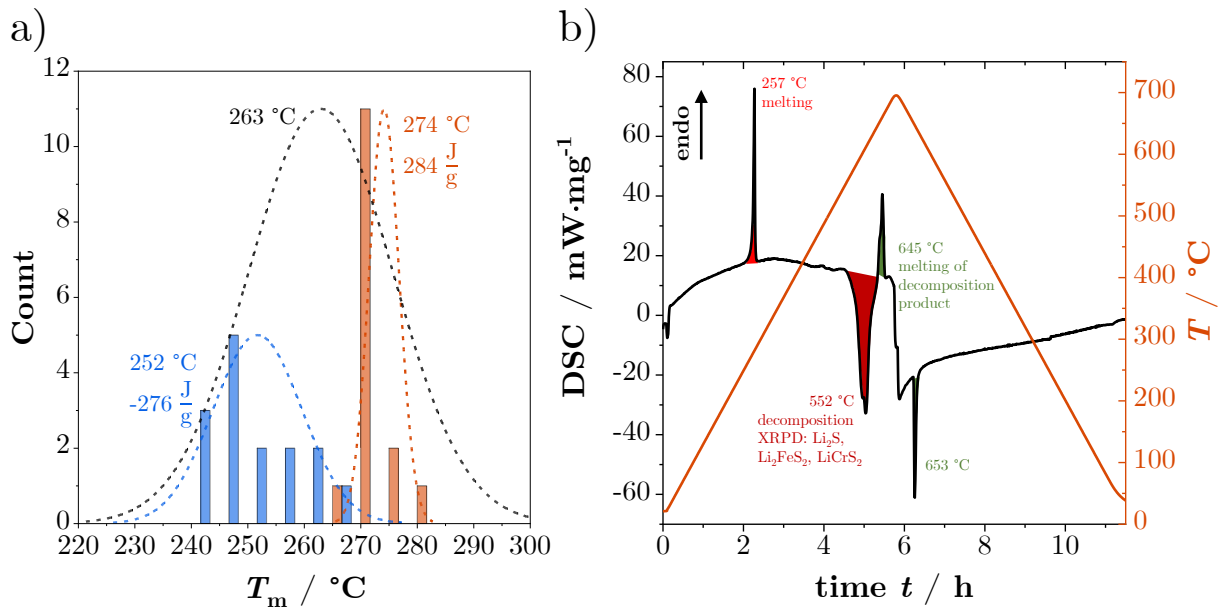 a)
12
10
8
6
4
2
0
Count
263 °C
274 °C
284 J/g
252 °C
-276 J/g
220 230 240 250 260 270 280 290 300
Tm / °C
b)
80
60
40
20
0
-20
-40
-60
DSC / mW·mg⁻¹
endo
257 °C
melting
645 °C
melting of
decomposition
product
552 °C
decomposition
XRPD: Li₂S,
Li₂FeS₂, LiCrS₂
653 °C
700
600
500
400
300
200
100
0
T / °C
0 2 4 6 8 10
time t / h